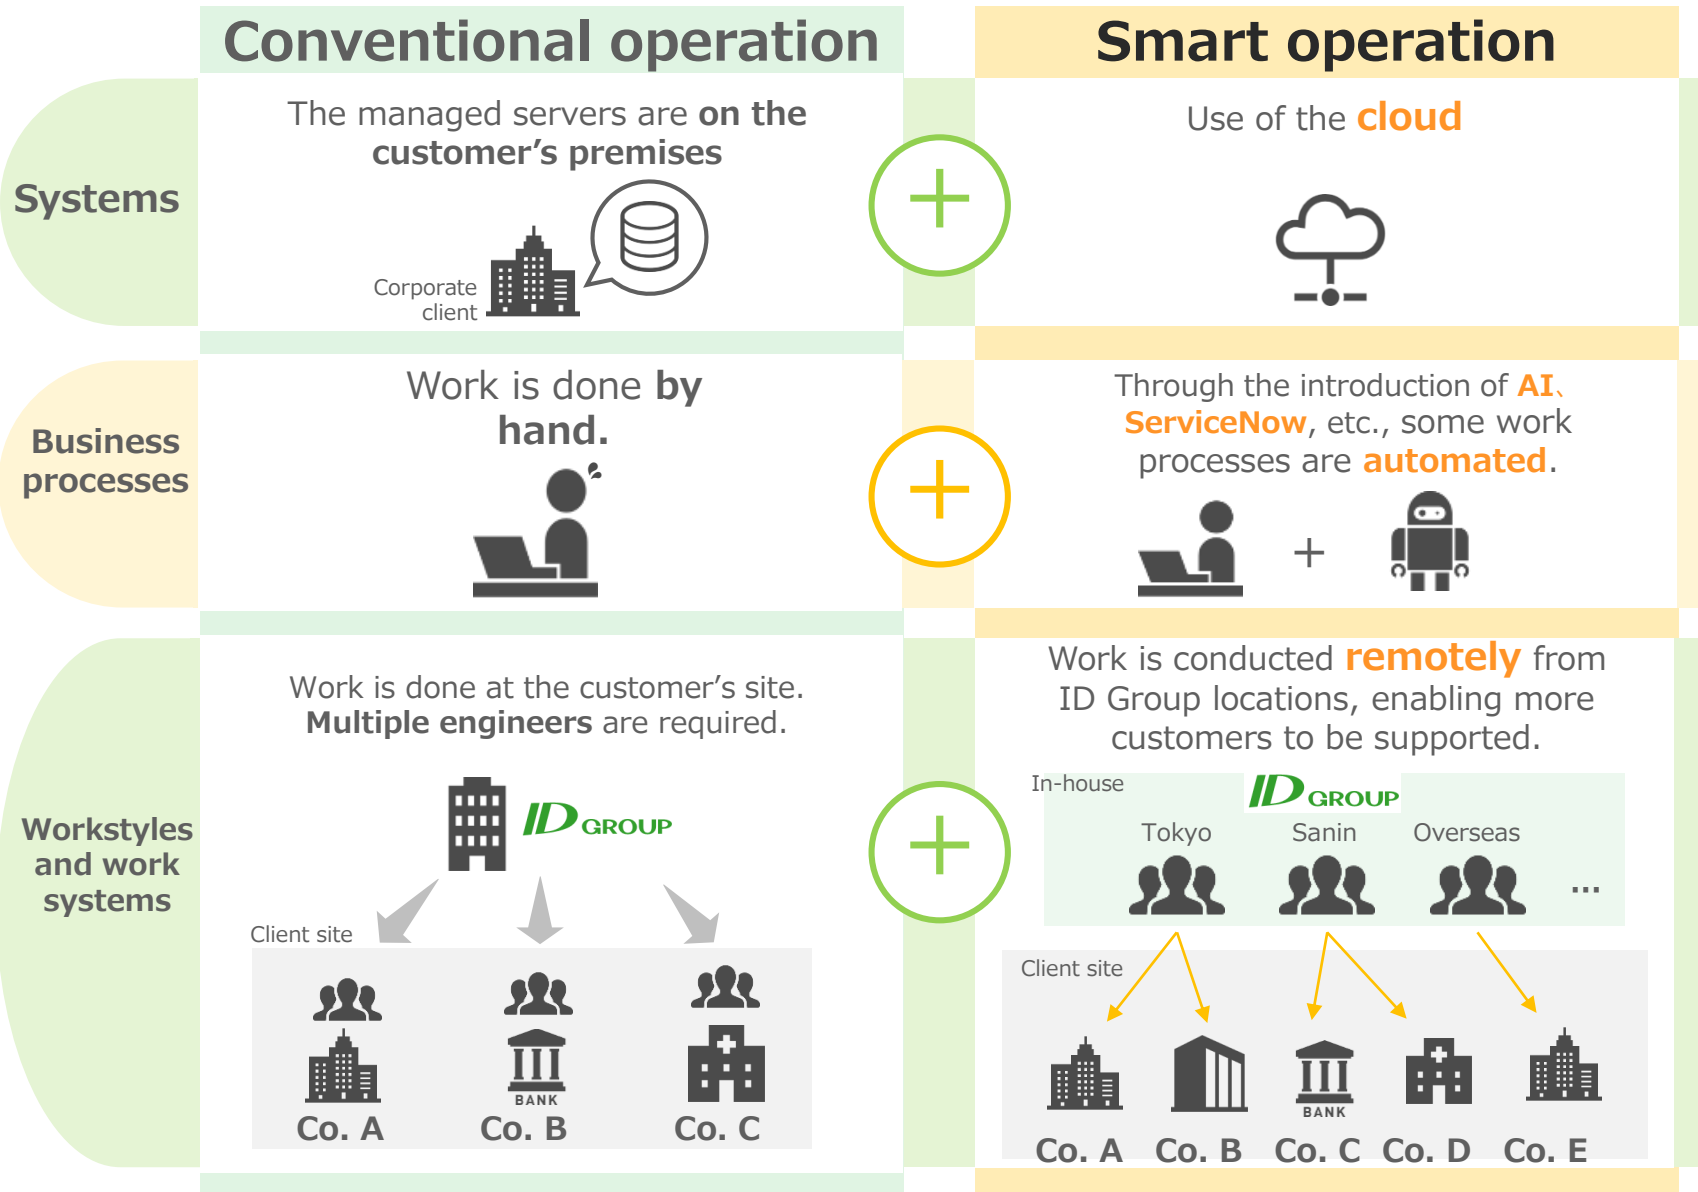 Conventional operation
Smart operation
Systems
The managed servers are on the
customer’s premises
Corporate
client
Use of the cloud
Business
processes
Work is done by
hand.
Through the introduction of AI、
ServiceNow, etc., some work
processes are automated.
+
Workstyles
and work
systems
Work is done at the customer’s site.
Multiple engineers are required.
ID GROUP
Client site
BANK
Co. A
Co. B
Co. C
Work is conducted remotely from
ID Group locations, enabling more
customers to be supported.
In-house
ID GROUP
Tokyo
Sanin
Overseas
...
Client site
BANK
Co. A
Co. B
Co. C
Co. D
Co. E